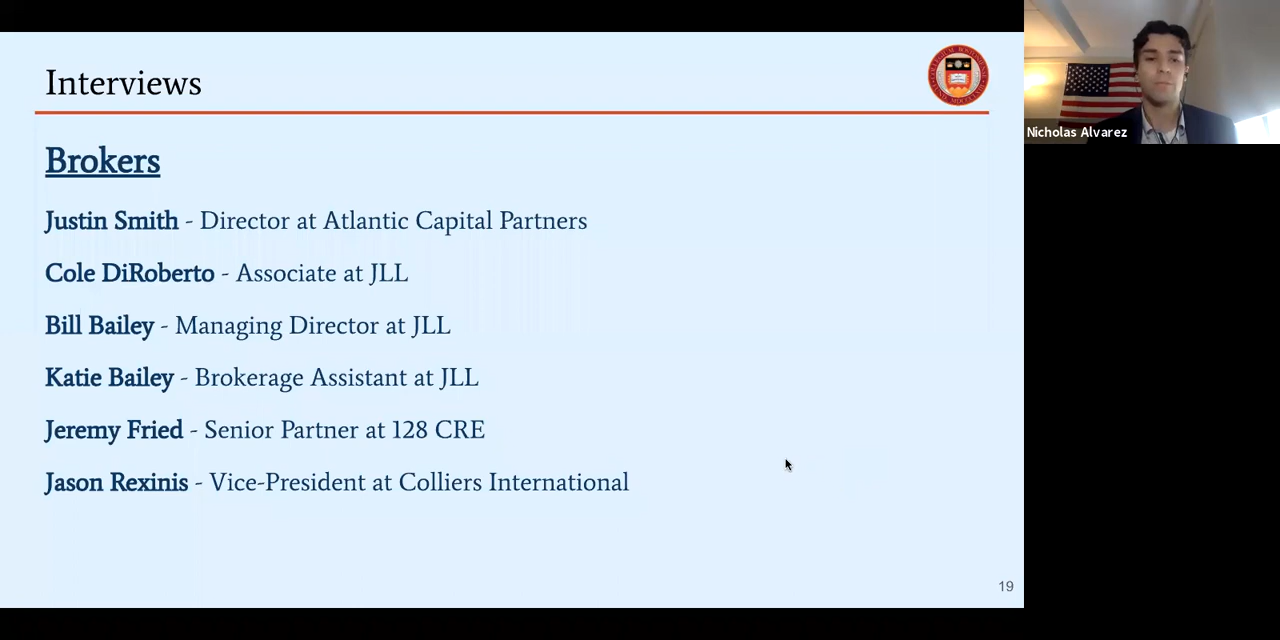 Interviews
Brokers
Justin Smith - Director at Atlantic Capital Partners
Cole DiRoberto - Associate at JLL
Bill Bailey - Managing Director at JLL
Katie Bailey - Brokerage Assistant at JLL
Jeremy Fried - Senior Partner at 128 CRE
Jason Rexinis - Vice-President at Colliers International
19
Nicholas Alvarez